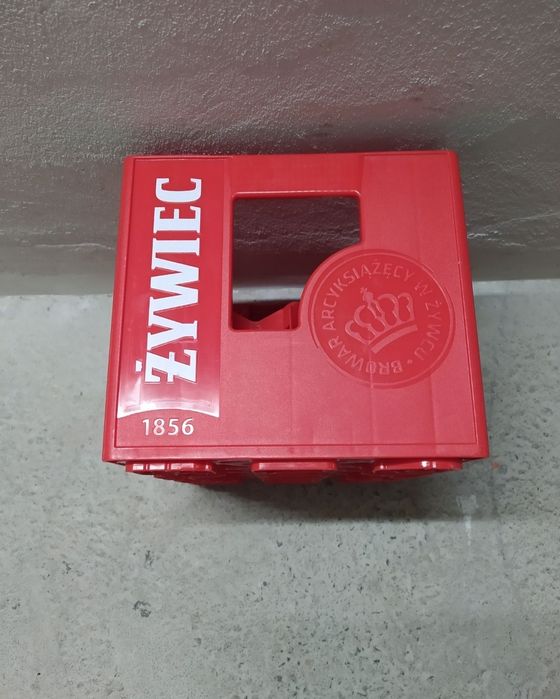 ŻYWIEC
1856
BROWAR ARCYKSIĄŻĘCY W ŻYWCU •